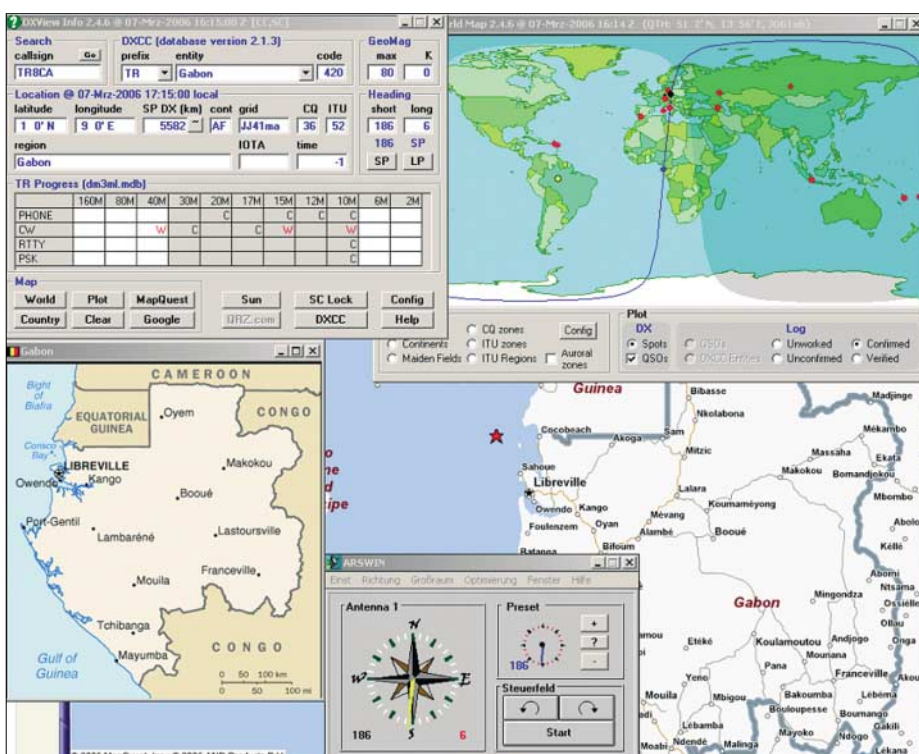 DXView Info 2.4.6 @ 07-Mrz-2006 16:15:00 Z [CC,SC]
Search
callsign
Go
TR8CA
DXCC (database version 2.1.3)
prefix entity code
TR Gabon 420
GeoMag
max K
80 0
Location @ 07-Mrz-2006 17:15:00 local
latitude longitude SP DX (km) cont grid CQ ITU
1 0' N 9 0' E 5582 AF JJ41ma 36 52
region IOTA time
Gabon -1
Heading
short long
186 6
186 SP
SP LP
TR Progress (dm3ml.mdb)
160M 80M 40M 30M 20M 17M 15M 12M 10M 6M 2M
PHONE C C C C
CW W C C W W
RTTY C
PSK C
Map
World Plot MapQuest Sun SC Lock Config
Country Clear Google QRZ.com DXCC Help
World Map 2.4.6 @ 07-Mrz-2006 16:14 Z
Continents
Maiden Fields
CQ zones
ITU zones
ITU Regions
Config
Auroral
zones
Plot
DX
Spots
QSOs
Log
QSOs
DXCC Entities
Unworked
Unconfirmed
Confirmed
Verified
Gabon
CAMEROON
Bight
of
Biafra
EQUATORIAL
GUINEA
Oyem
CONGO
Corisco
Bay
LIBREVILLE
Owendo
Kango
Makokou
Booué
Port-Gentil
Lambaréné
Lastoursville
Franceville
Mouila
Tchibanga
Mayumba
CONGO
Gulf of
Guinea
0 50 100 km
0 50 100 mi
Guinea
Bibasse
Madjinge
Nkolabona
Cocobeach
Akoga
Sam
Mékambo
Mitzic
Massaha
Ekata
Sahoue
Makokou
Bomandjokou
Libreville
Lalara
Mbombo
Owendo
Kango
Mévang
Koumaméyong
Foulenzem
Oyan
Alambé
Booué
Kéllé
Bifoum
Aborni
Ntsama
Mingondza
Gabon
Etéké
Koulamoutou
Andjogo
Onga
Mounana
Yeno
Pana
Franceville
Mouila
Mbigou
Bakoumba
Lébéma
Bouloupesse
Boumango
Lébamba
Mayoko
Moabi
Ndendé
Malinga
ARSWIN
Einst Richtung Großraum Optimierung Fenster Hilfe
Antenna 1
N
W
E
S
186 6
Preset
186
+
?
-
Steuerfeld
Start